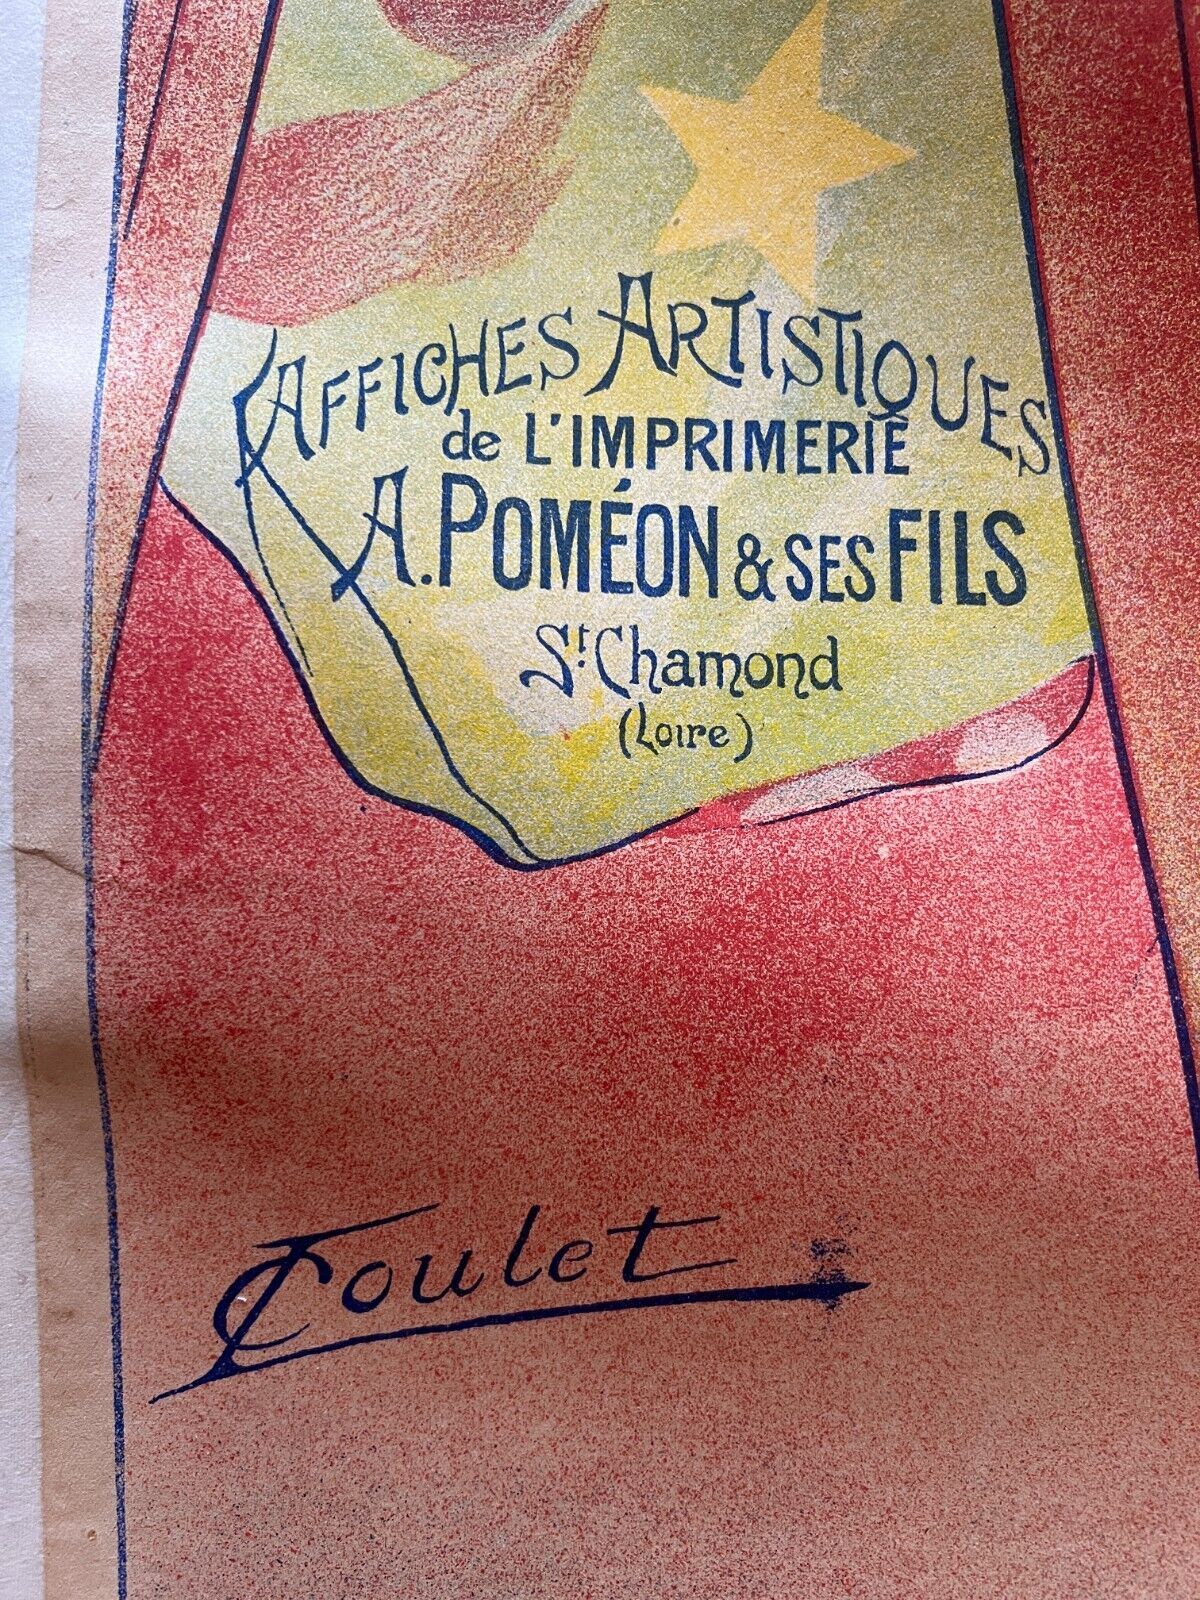 AFFICHES ARTISTIQUES
de L'IMPRIMERIE
A. POMÉON & SES FILS
St. Chamond
(Loire)
Coulet